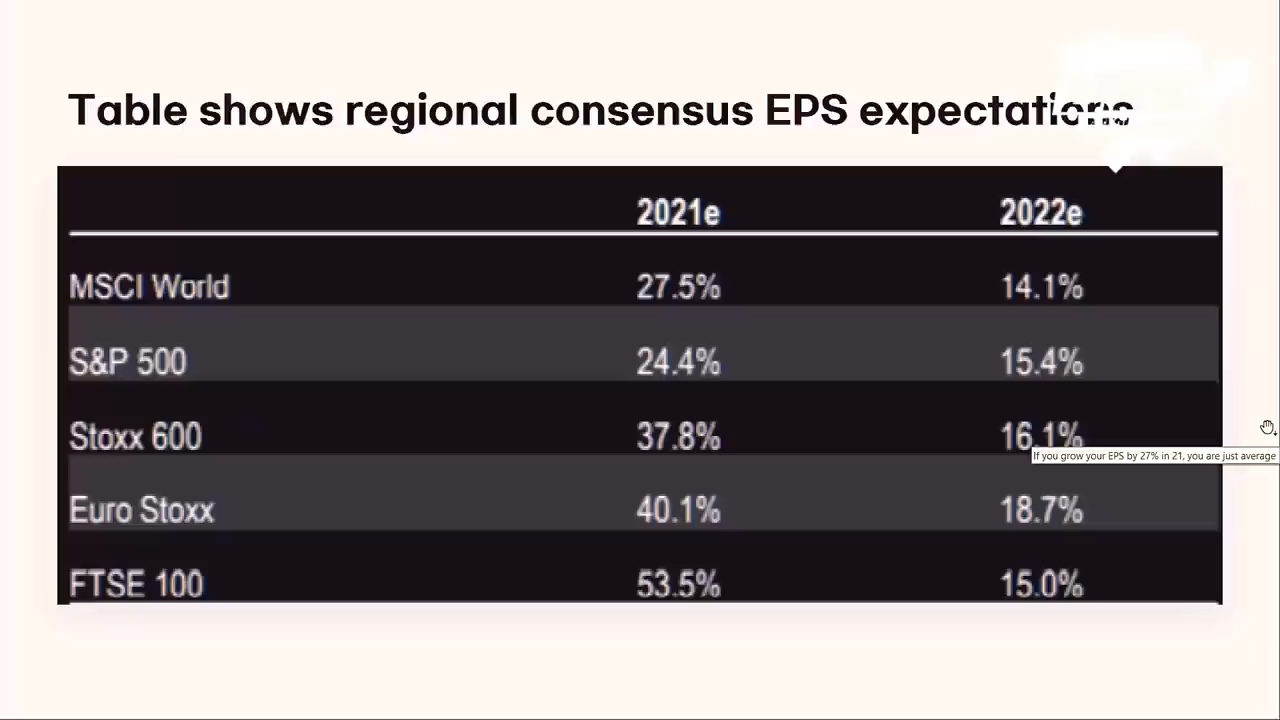 Table shows regional consensus EPS expectations
2021e 2022e
MSCI World 27.5% 14.1%
S&P 500 24.4% 15.4%
Stoxx 600 37.8% 16.1%
If you grow your EPS by 27% in 21, you are just average
Euro Stoxx 40.1% 18.7%
FTSE 100 53.5% 15.0%